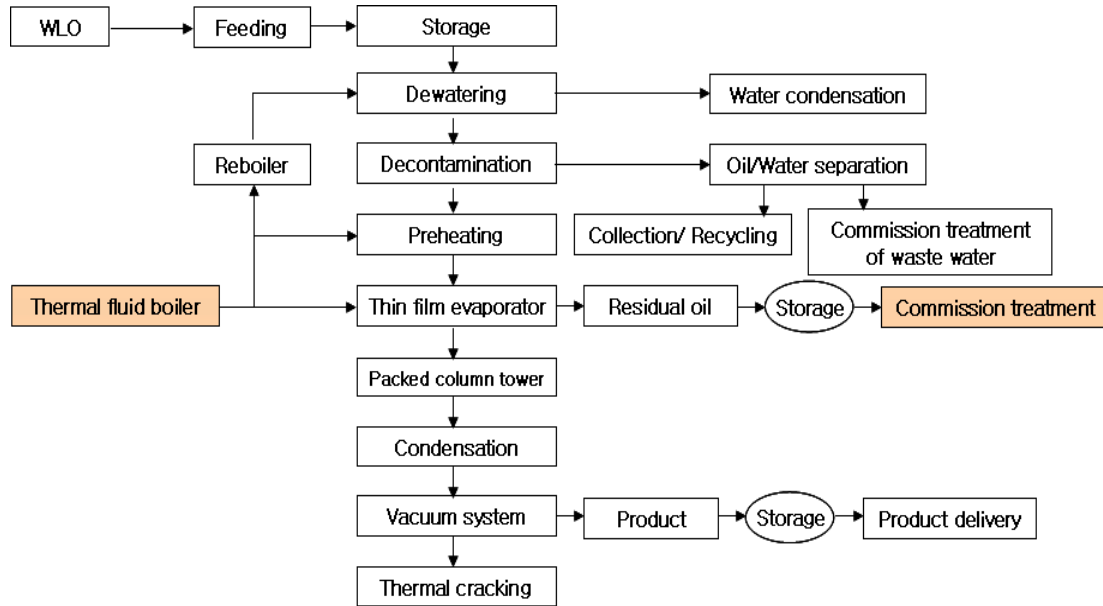 WLO
Feeding
Storage
Dewatering
Water condensation
Reboiler
Decontamination
Oil/Water separation
Preheating
Collection/ Recycling
Commission treatment
of waste water
Thermal fluid boiler
Thin film evaporator
Residual oil
Storage
Commission treatment
Packed column tower
Condensation
Vacuum system
Product
Storage
Product delivery
Thermal cracking